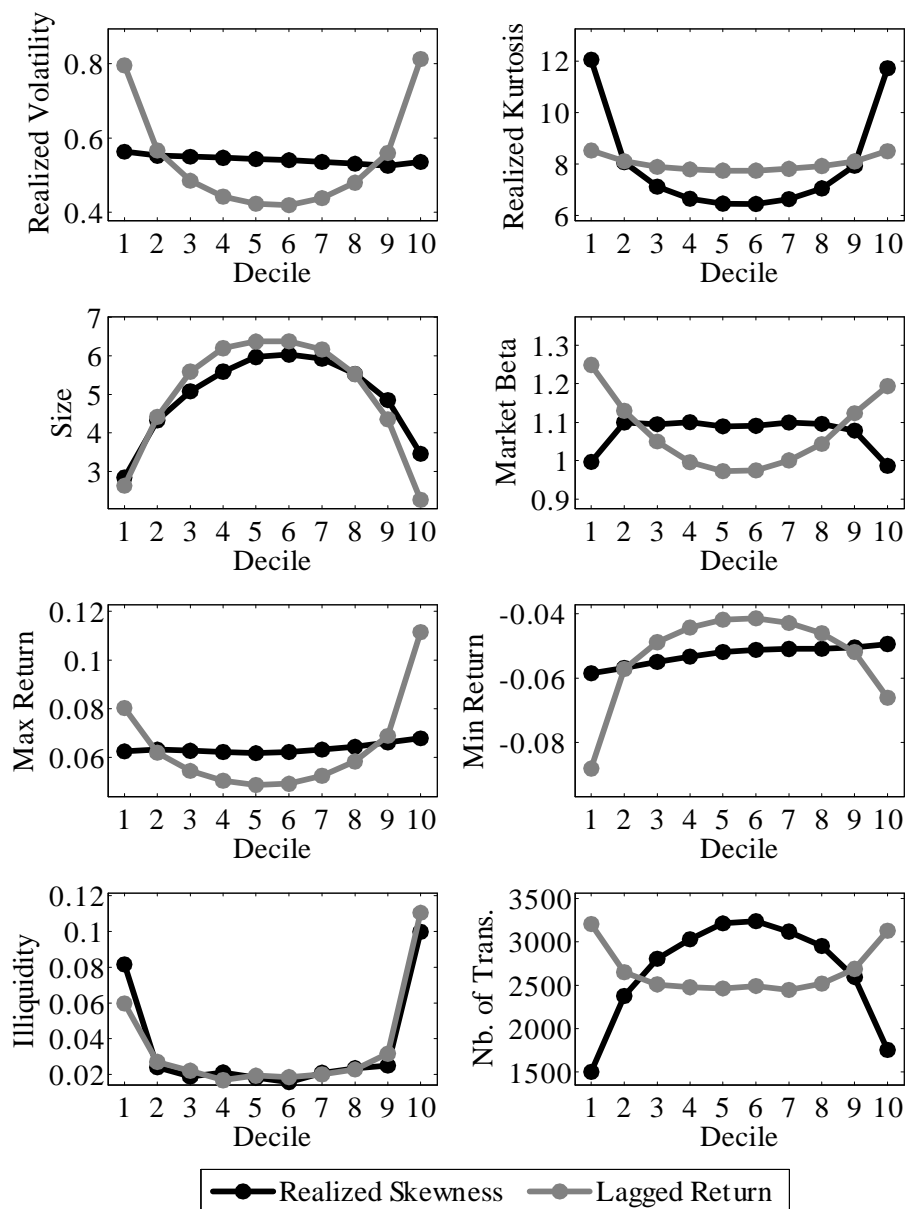 Realized Volatility
0.8
0.6
0.4
1 2 3 4 5 6 7 8 9 10
Decile
Realized Kurtosis
12
10
8
6
1 2 3 4 5 6 7 8 9 10
Decile
Size
7
6
5
4
3
1 2 3 4 5 6 7 8 9 10
Decile
Market Beta
1.3
1.2
1.1
1
0.9
1 2 3 4 5 6 7 8 9 10
Decile
Max Return
0.12
0.1
0.08
0.06
1 2 3 4 5 6 7 8 9 10
Decile
Min Return
-0.04
-0.06
-0.08
1 2 3 4 5 6 7 8 9 10
Decile
Illiquidity
0.12
0.1
0.08
0.06
0.04
0.02
1 2 3 4 5 6 7 8 9 10
Decile
Nb. of Trans.
3500
3000
2500
2000
1500
1 2 3 4 5 6 7 8 9 10
Decile
Realized Skewness Lagged Return